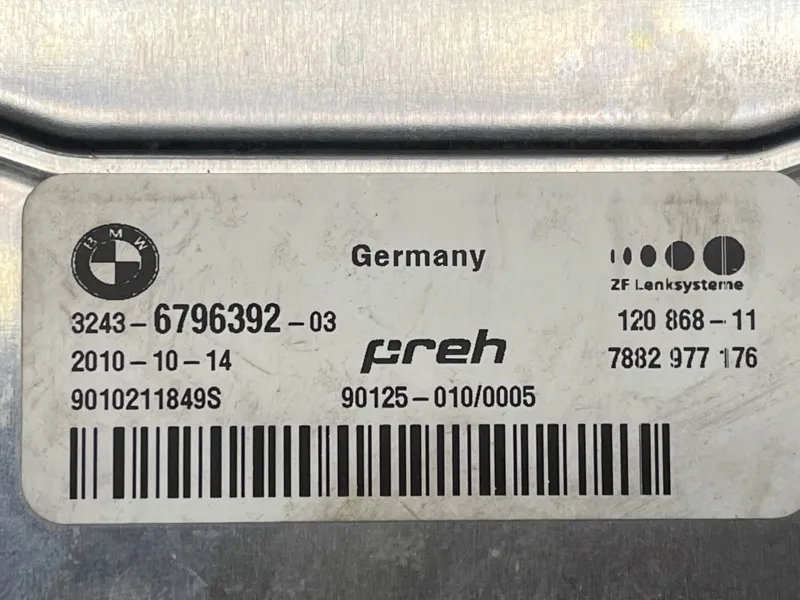 BMW
Germany
ZF Lenksysteme
3243-6796392-03
120 868-11
2010-10-14
preh
7882 977 176
9010211849S
90125-010/0005